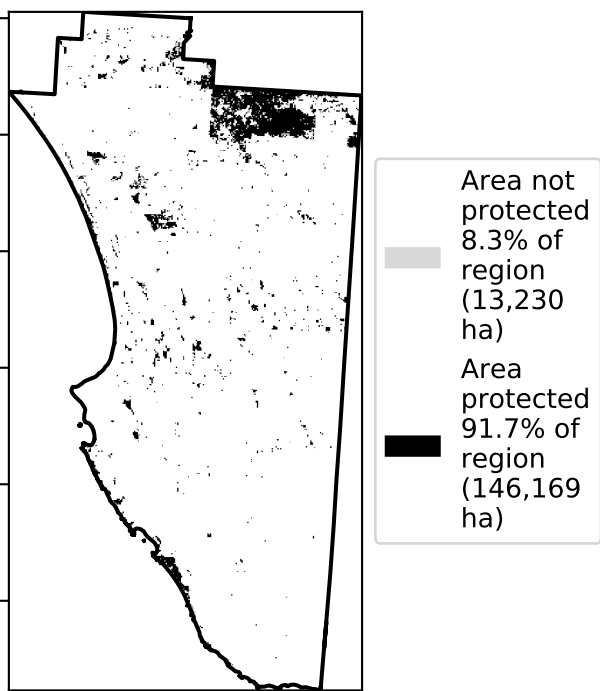 Area not
protected
8.3% of
region
(13,230
ha)
Area
protected
91.7% of
region
(146,169
ha)